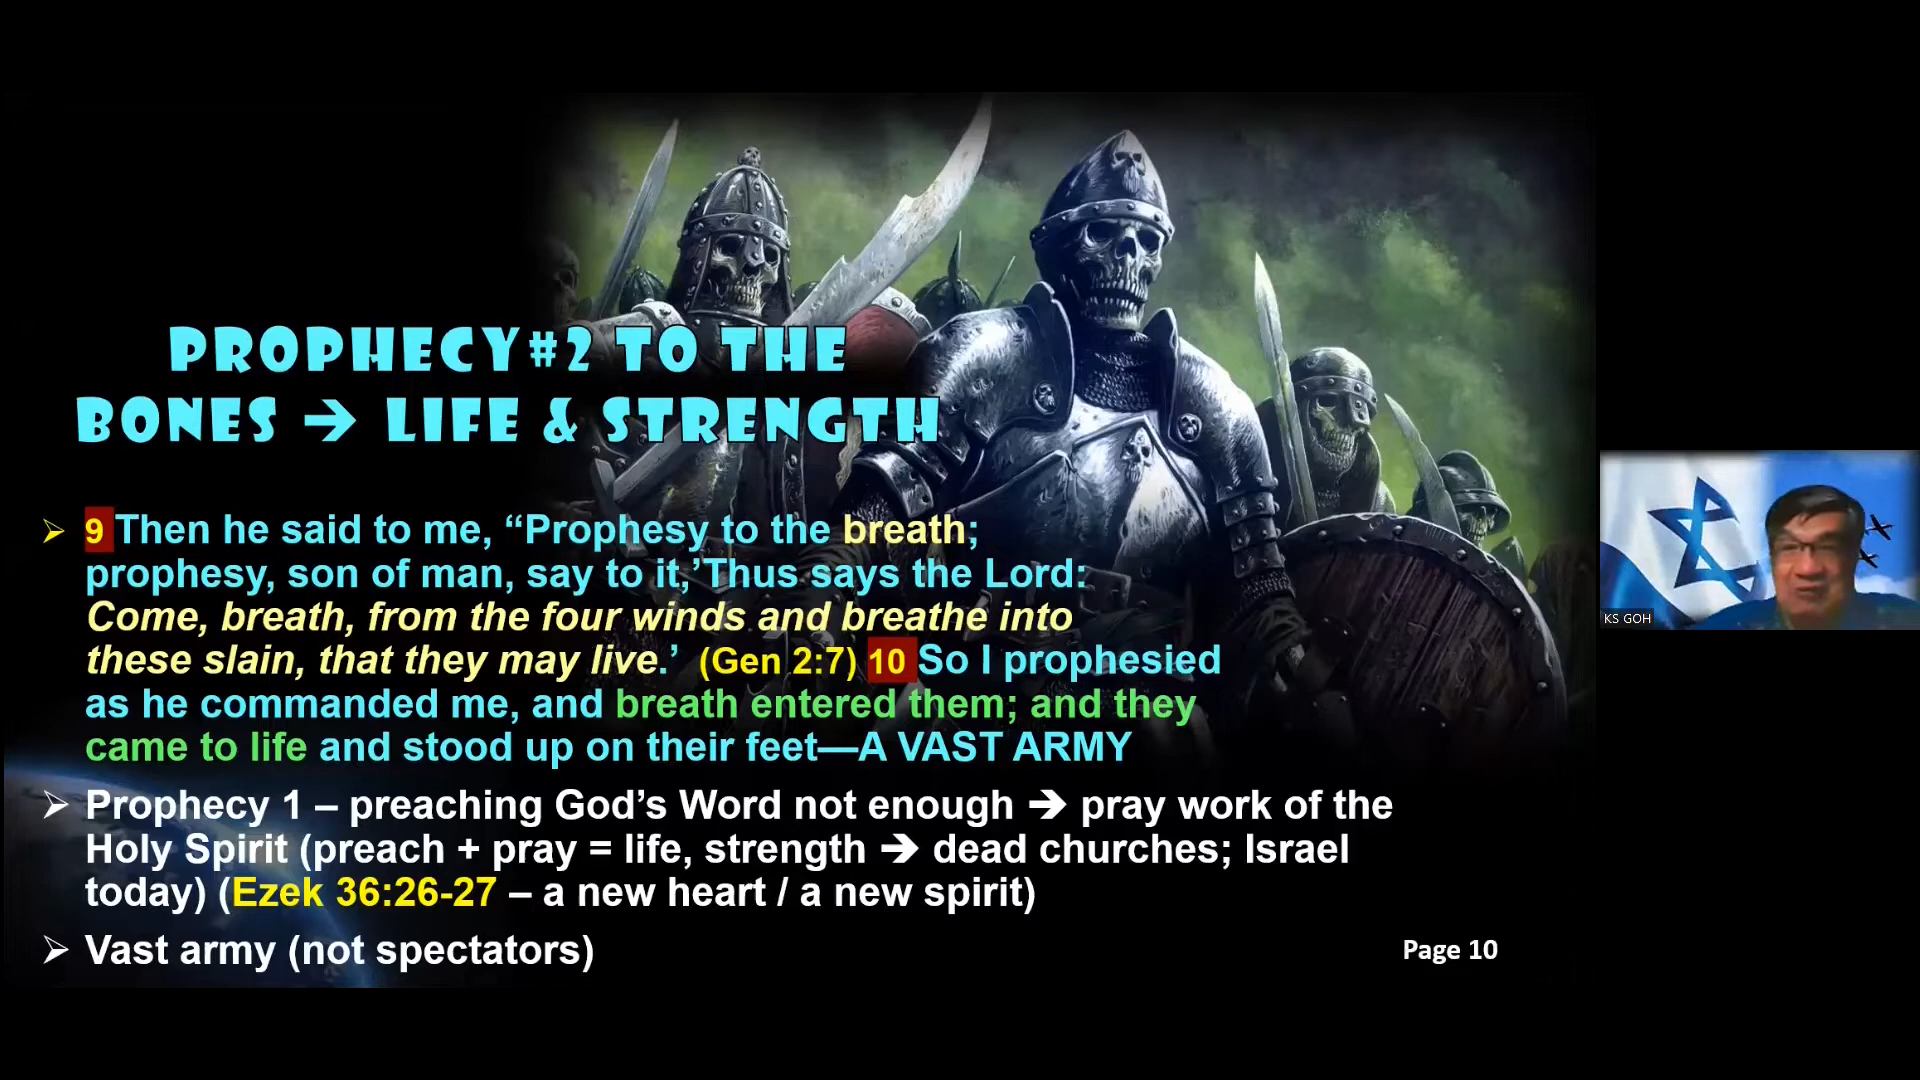 PROPHECY#2 TO THE
BONES → LIFE & STRENGTH
➢ 9 Then he said to me, “Prophesy to the breath;
prophesy, son of man, say to it,’Thus says the Lord:
Come, breath, from the four winds and breathe into
these slain, that they may live.’ (Gen 2:7) 10 So I prophesied
as he commanded me, and breath entered them; and they
came to life and stood up on their feet—A VAST ARMY
➢ Prophecy 1 – preaching God’s Word not enough → pray work of the
Holy Spirit (preach + pray = life, strength → dead churches; Israel
today) (Ezek 36:26-27 – a new heart / a new spirit)
➢ Vast army (not spectators)
Page 10
KS GOH